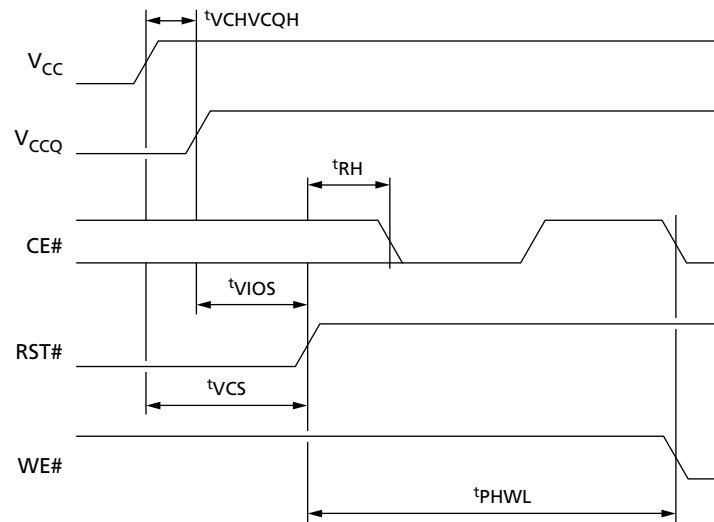 tVCHVCQH
VCC
VCCQ
tRH
CE#
tVIOS
RST#
tVCS
WE#
tPHWL